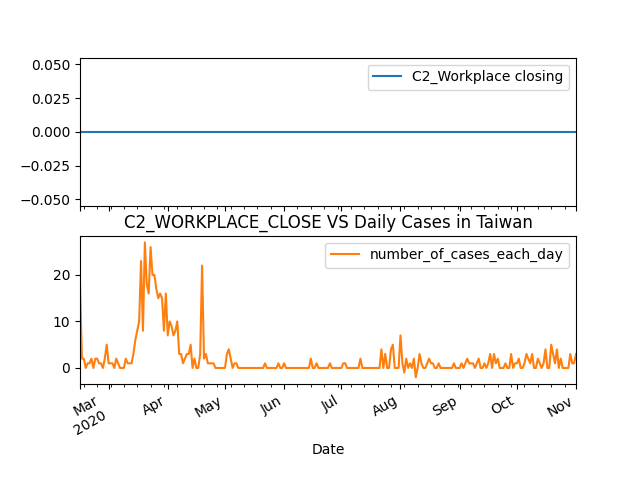 0.050
0.025
0.000
−0.025
−0.050
C2_Workplace closing
C2_WORKPLACE_CLOSE VS Daily Cases in Taiwan
20
10
0
number_of_cases_each_day
Mar
2020
Apr
May
Jun
Jul
Aug
Sep
Oct
Nov
Date